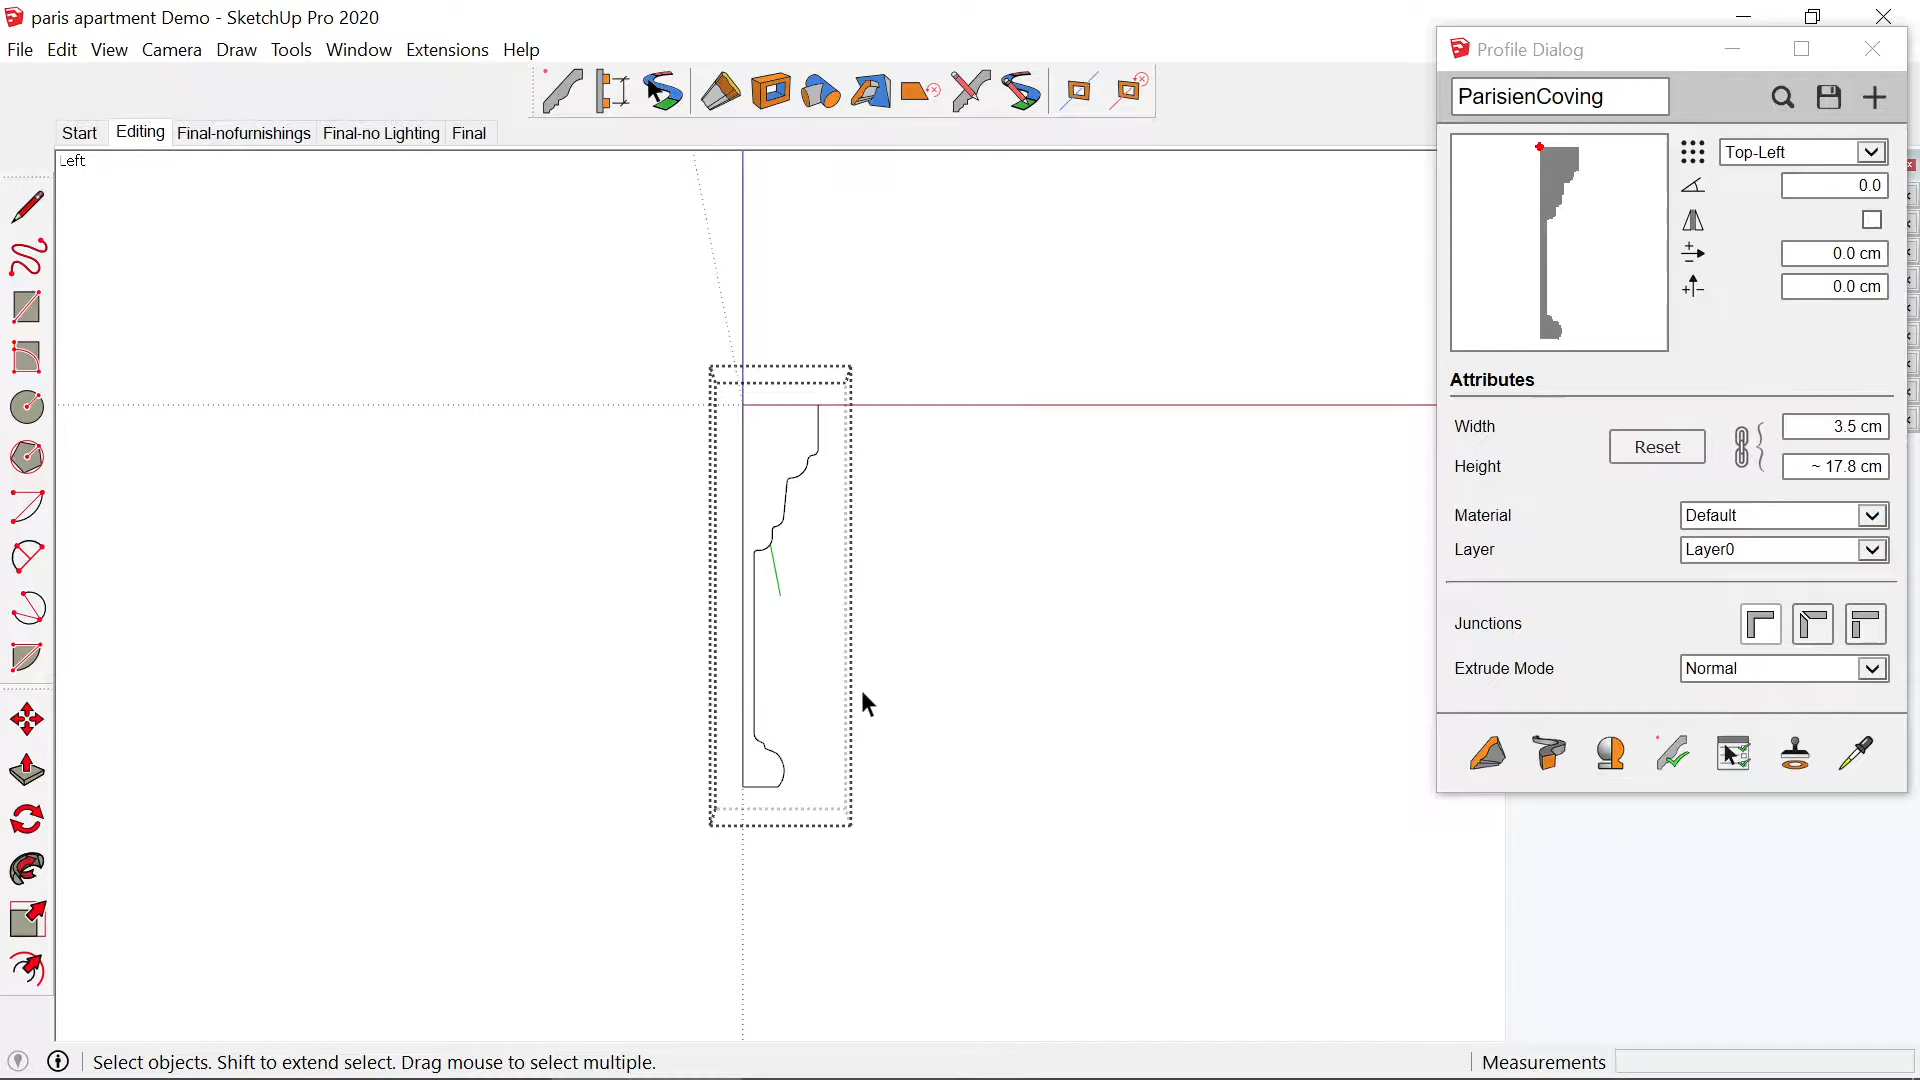 paris apartment Demo - SketchUp Pro 2020
File Edit View Camera Draw Tools Window Extensions Help
Start Editing Final-nofurnishings Final-no Lighting Final
Left
Profile Dialog
ParisienCoving
Top-Left
0.0
0.0 cm
0.0 cm
Attributes
Width 3.5 cm
Reset
Height ~ 17.8 cm
Material Default
Layer Layer0
Junctions
Extrude Mode Normal
Select objects. Shift to extend select. Drag mouse to select multiple.
Measurements